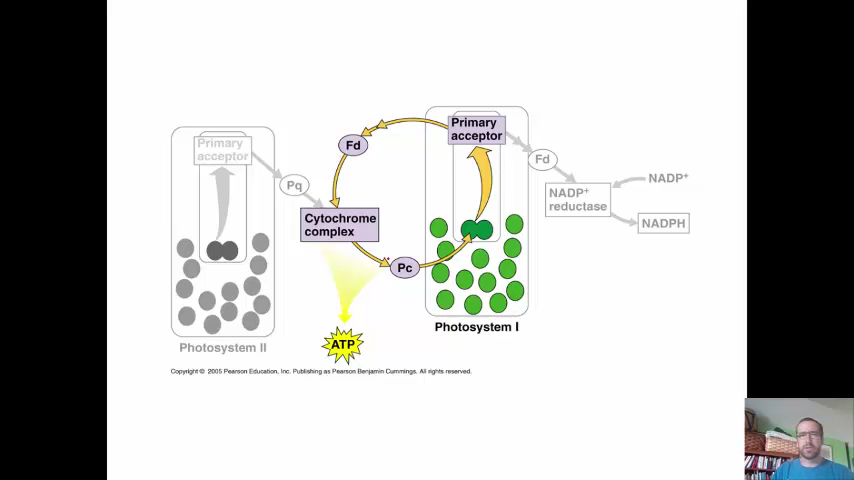 Primary
acceptor
Pq
Photosystem II
Fd
Cytochrome
complex
Pc
ATP
Primary
acceptor
Photosystem I
Fd
NADP+
reductase
NADP+
NADPH
Copyright © 2005 Pearson Education, Inc. Publishing as Pearson Benjamin Cummings. All rights reserved.